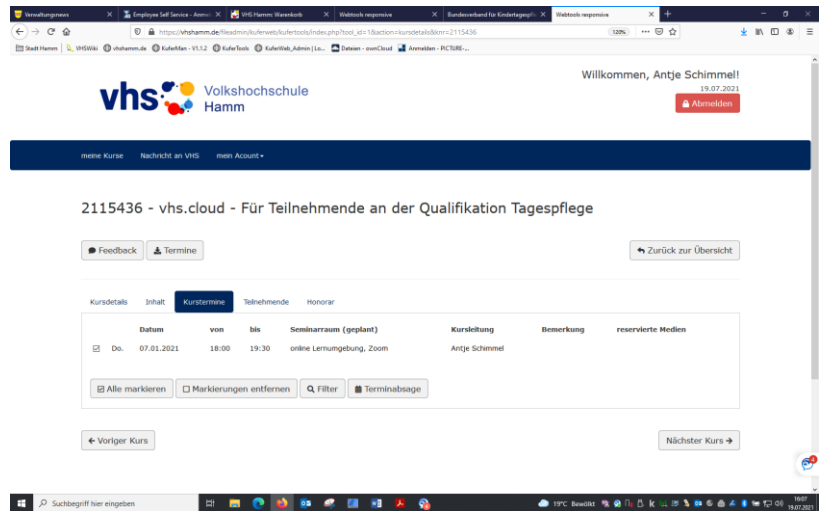 Verwaltungsnews
Employee Self Service - Anme
VHS Hamm: Warenkorb
Webtools responsive
Bundesverband für Kindertagespfl
Webtools responsive
https://vhshamm.de/fileadmin/kuferweb/kufertools/index.php?tool_id=1&action=kursdetails&knr=2115436
120%
Stadt Hamm
VHSWiki
vhshamm.de
KuferMan - V1.1.2
KuferTools
KuferWeb_Admin | Lo...
Dateien - ownCloud
Anmelden - PICTURE-...
Willkommen, Antje Schimmel!
19.07.2021
Abmelden
vhs Volkshochschule
Hamm
meine Kurse Nachricht an VHS mein Acount
2115436 - vhs.cloud - Für Teilnehmende an der Qualifikation Tagespflege
Feedback Termine Zurück zur Übersicht
Kursdetails Inhalt Kurstermine Teilnehmende Honorar
Datum von bis Seminarraum (geplant) Kursleitung Bemerkung reservierte Medien
Do. 07.01.2021 18:00 19:30 online Lernumgebung, Zoom Antje Schimmel
Alle markieren Markierungen entfernen Filter Terminabsage
← Voriger Kurs Nächster Kurs →
4
Suchbegriff hier eingeben
19°C Bewölkt
16:07
19.07.2021